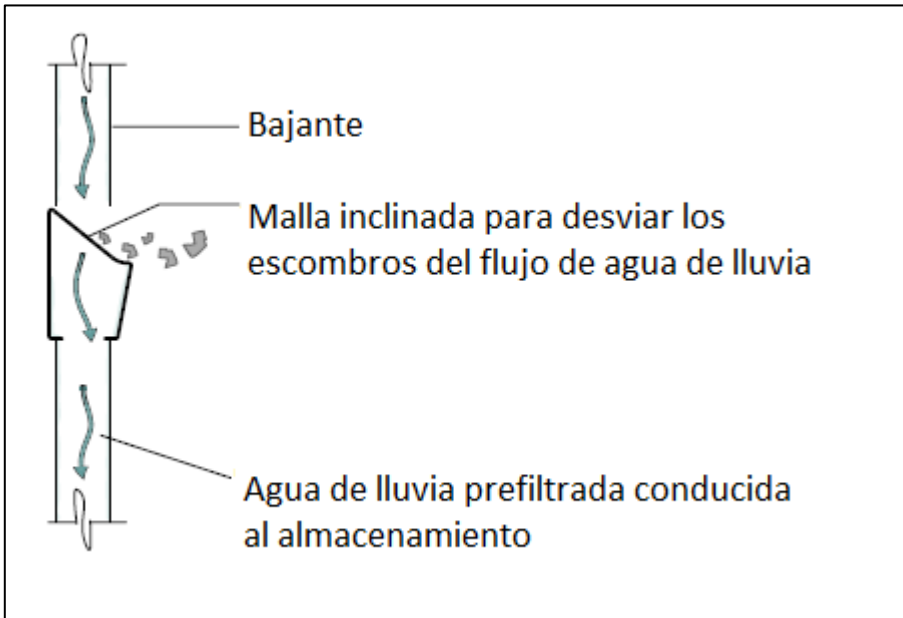 Bajante
Malla inclinada para desviar los
escombros del flujo de agua de lluvia
Agua de lluvia prefiltrada conducida
al almacenamiento